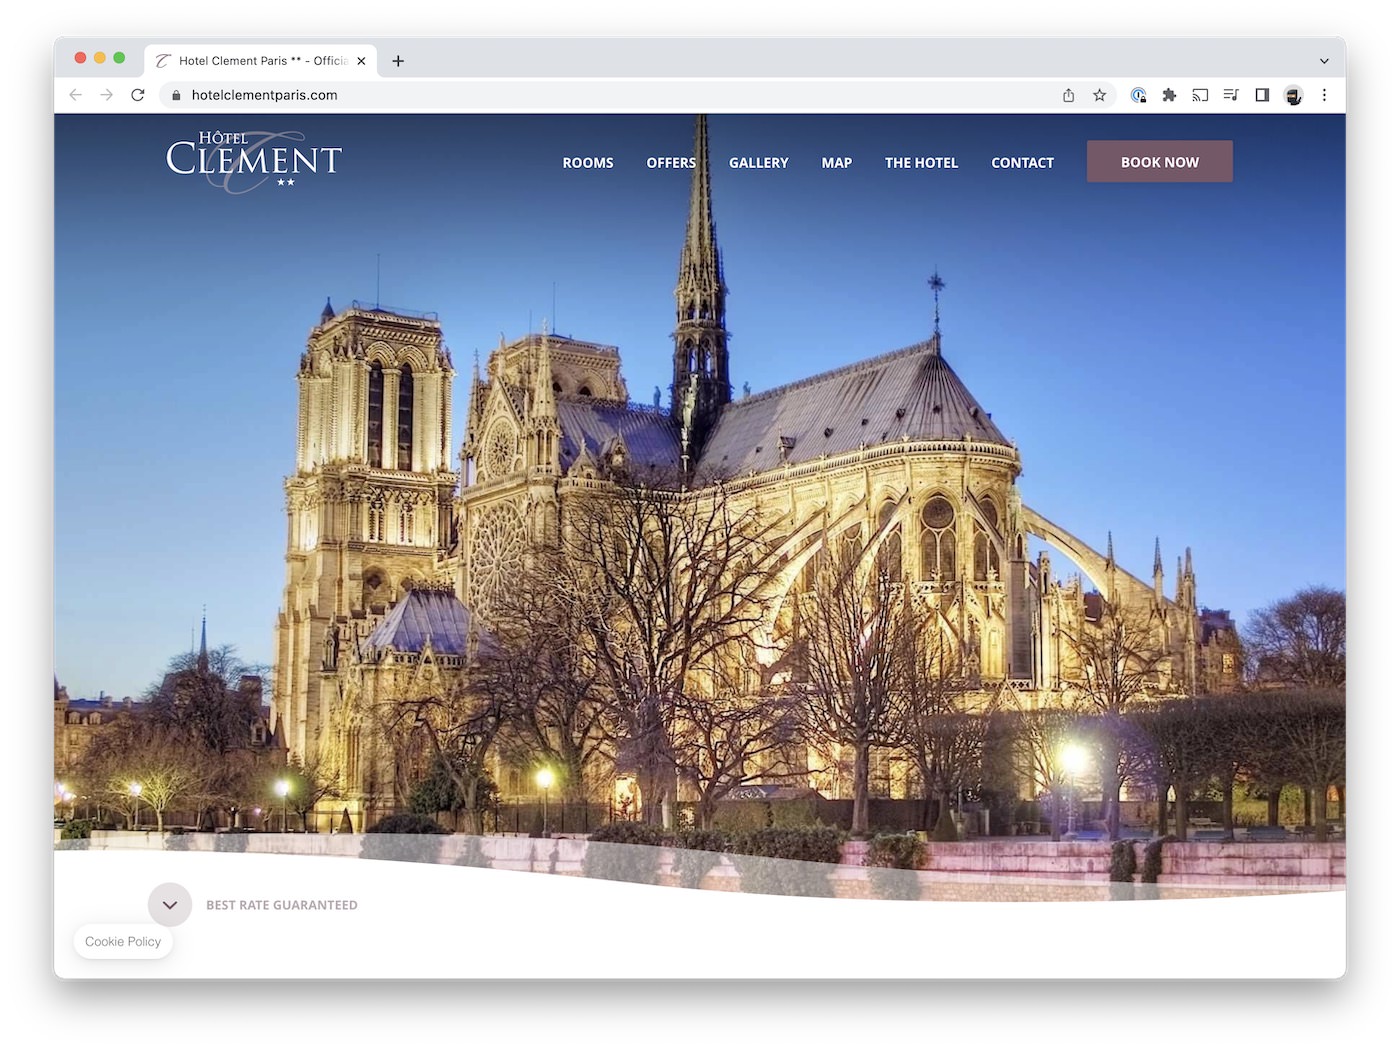 Hotel Clement Paris ** - Officia
hotelclementparis.com
HÔTEL
CLEMENT
ROOMS
OFFERS
GALLERY
MAP
THE HOTEL
CONTACT
BOOK NOW
BEST RATE GUARANTEED
Cookie Policy